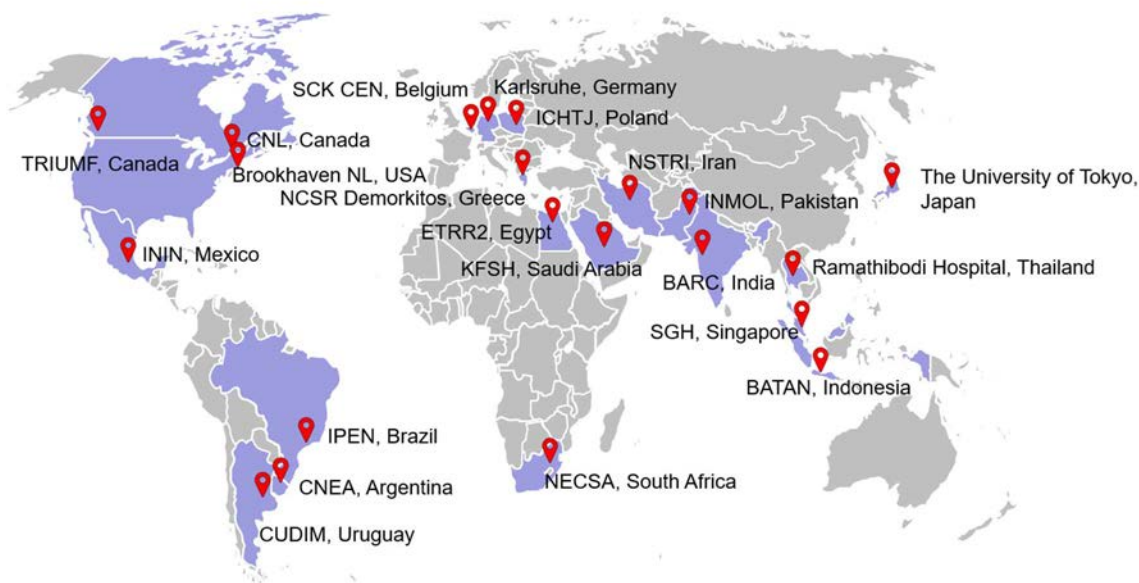 SCK CEN, Belgium
Karlsruhe, Germany
ICHTJ, Poland
CNL, Canada
TRIUMF, Canada
Brookhaven NL, USA
NSTRI, Iran
The University of Tokyo,
Japan
NCSR Demorkitos, Greece
INMOL, Pakistan
ETRR2, Egypt
ININ, Mexico
KFSH, Saudi Arabia
Ramathibodi Hospital, Thailand
BARC, India
SGH, Singapore
BATAN, Indonesia
IPEN, Brazil
NECSA, South Africa
CNEA, Argentina
CUDIM, Uruguay